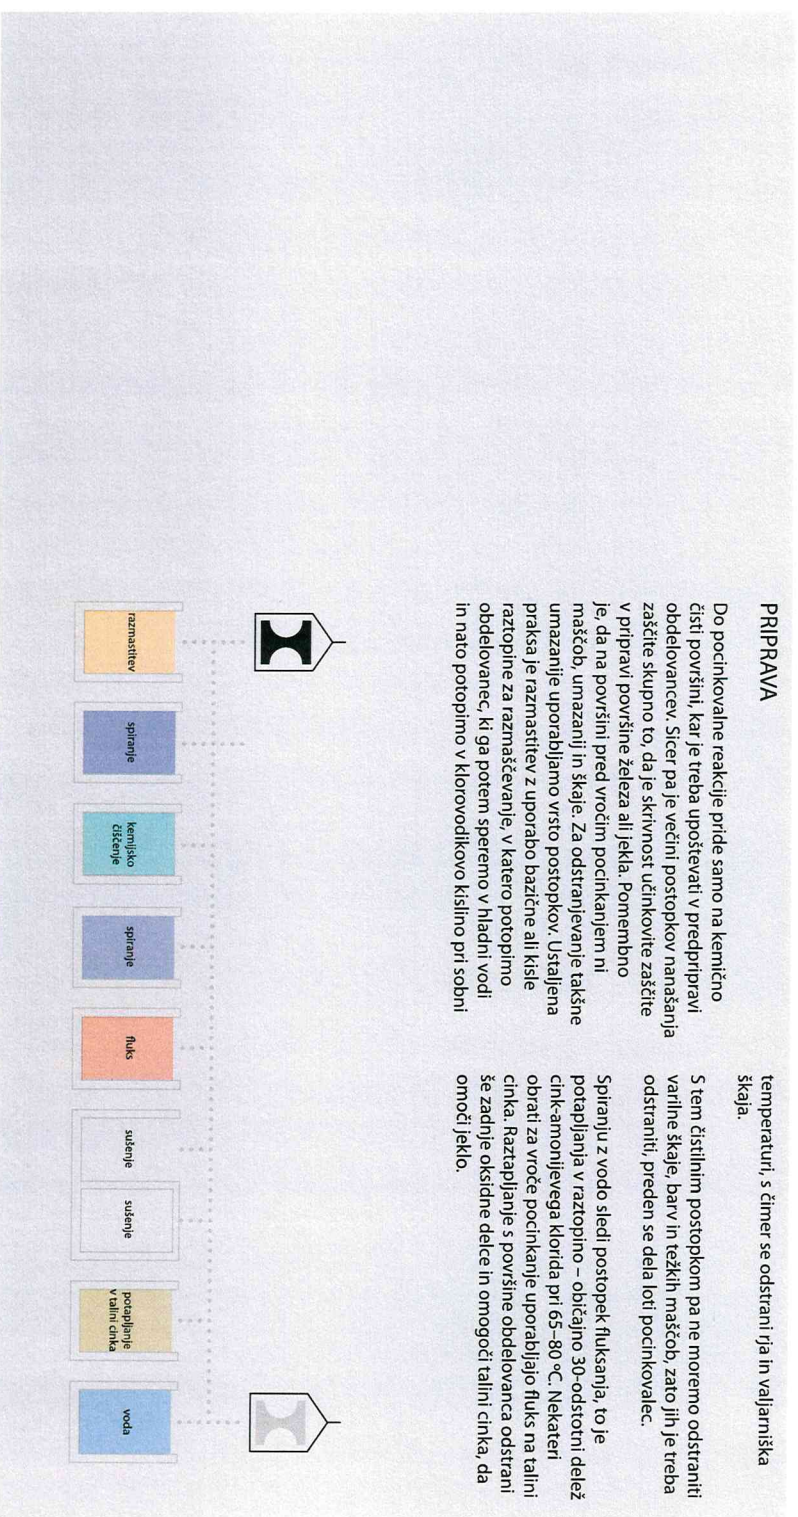 PRIPRAVA
Do pocinkovalne reakcije pride samo na kemično
čisti površini, kar je treba upoštevati v predpripravi
obdelovancev. Sicer pa je večini postopkov nanašanja
zaščite skupno to, da je skrivnost učinkovite zaščite
v pripravi površine železa ali jekla. Pomembno
je, da na površini pred vročim pocinkanjem ni
maščob, umazanij in škaje. Za odstranjevanje takšne
umazanije uporabljamo vrsto postopkov. Ustaljena
praksa je razmastitev z uporabo bazične ali kisle
raztopine za razmaščevanje, v katero potopimo
obdelovanec, ki ga potem speremo v hladni vodi
in nato potopimo v klorovodikovo kislino pri sobni
temperaturi, s čimer se odstrani rja in valjarniška
škaja.
S tem čistilnim postopkom pa ne moremo odstraniti
varilne škaje, barv in težkih maščob, zato jih je treba
odstraniti, preden se dela loti pocinkovalec.
Spiranju z vodo sledi postopek fluksanja, to je
potapljanja v raztopino – običajno 30-odstotni delež
cink-amonijevega klorida pri 65–80 °C. Nekateri
obrati za vroče pocinkanje uporabljajo fluks na talini
cinka. Raztapljanje s površine obdelovanca odstrani
še zadnje oksidne delce in omogoči talini cinka, da
omoči jeklo.
razmastitev
spiranje
kemijsko
čiščenje
spiranje
fluks
sušenje
sušenje
potapljanje
v talini cinka
voda